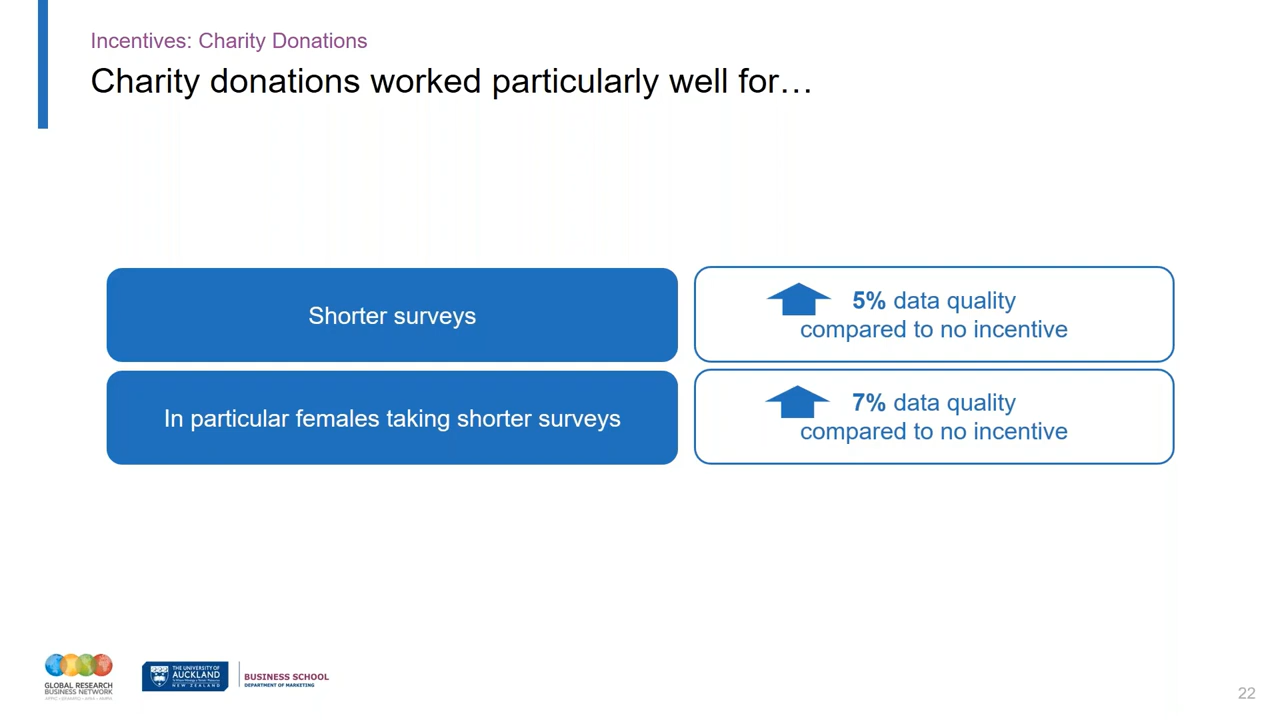 Incentives: Charity Donations
Charity donations worked particularly well for…
Shorter surveys
5% data quality
compared to no incentive
In particular females taking shorter surveys
7% data quality
compared to no incentive
GLOBAL RESEARCH
BUSINESS NETWORK
THE UNIVERSITY OF
AUCKLAND
NEW ZEALAND
BUSINESS SCHOOL
DEPARTMENT OF MARKETING
22